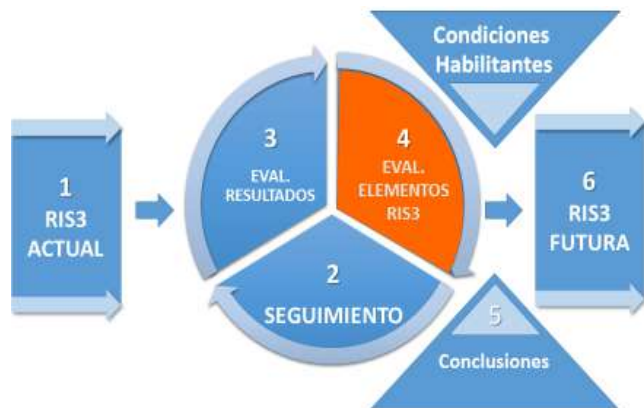 1
RIS3
ACTUAL
2
SEGUIMIENTO
3
EVAL.
RESULTADOS
4
EVAL.
ELEMENTOS
RIS3
Condiciones
Habilitantes
5
Conclusiones
6
RIS3
FUTURA